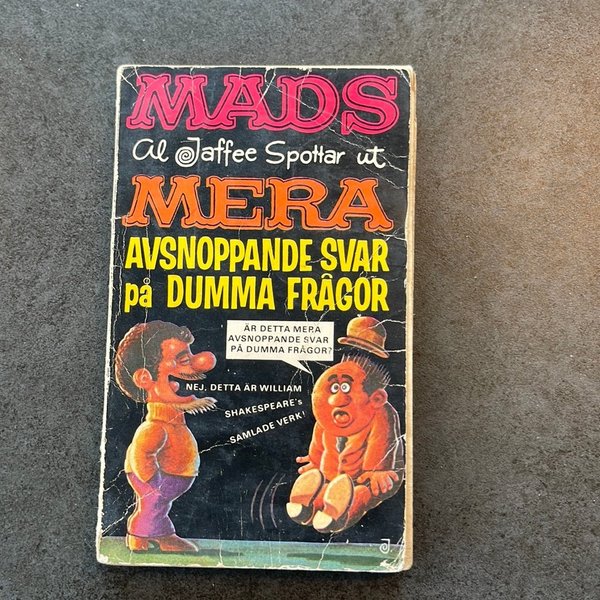 MADS
Al Jaffee Spottar ut
MERA
AVSNOPPANDE SVAR
på DUMMA FRÅGOR
ÄR DETTA MERA
AVSNOPPANDE SVAR
PÅ DUMMA FRÅGOR?
NEJ. DETTA ÄR WILLIAM
SHAKESPEARE's
SAMLADE VERK!
J